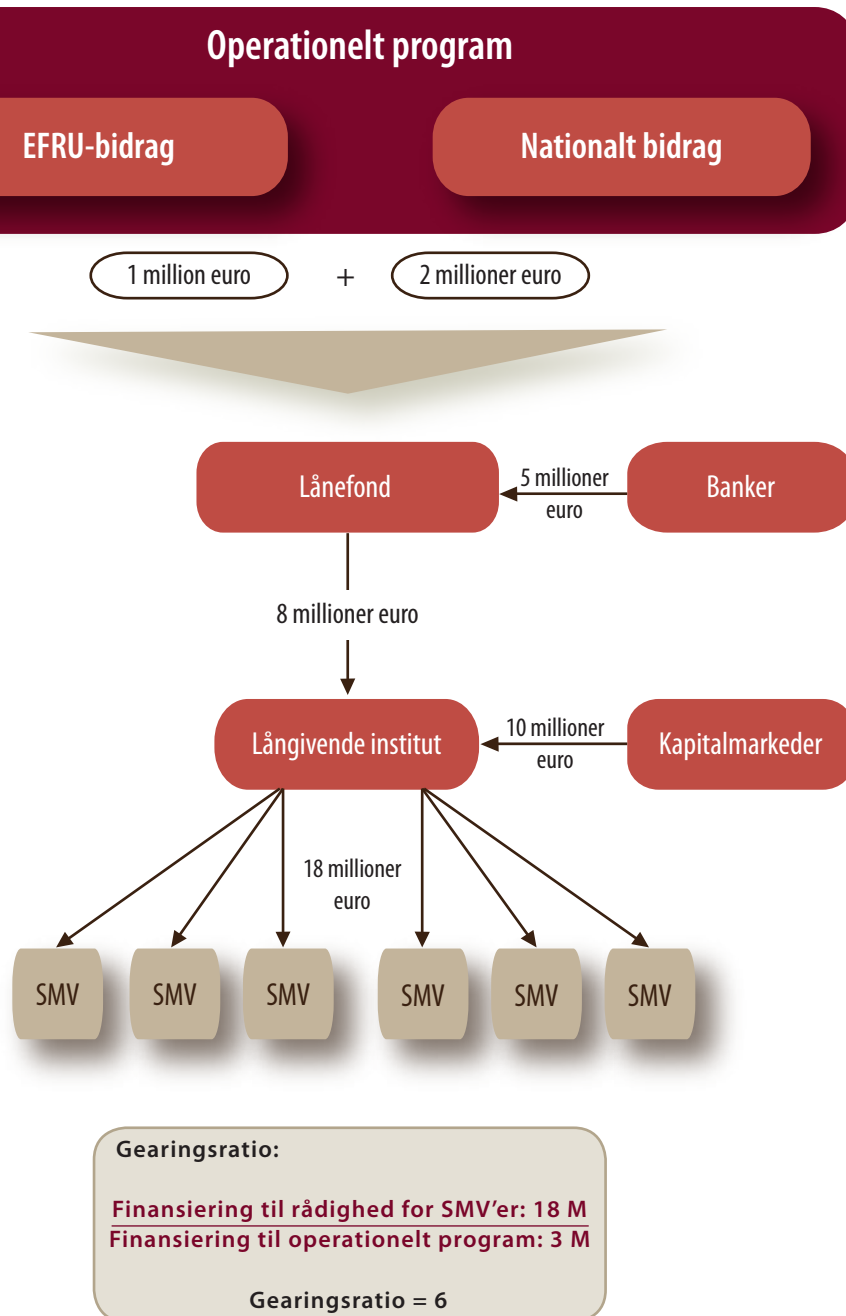 Operationelt program
EFRU-bidrag
Nationalt bidrag
1 million euro
+
2 millioner euro
Lånefond
5 millioner
euro
Banker
8 millioner euro
Långivende institut
10 millioner
euro
Kapitalmarkeder
18 millioner
euro
SMV
SMV
SMV
SMV
SMV
SMV
Gearingsratio:
Finansiering til rådighed for SMV’er: 18 M
Finansiering til operationelt program: 3 M
Gearingsratio = 6